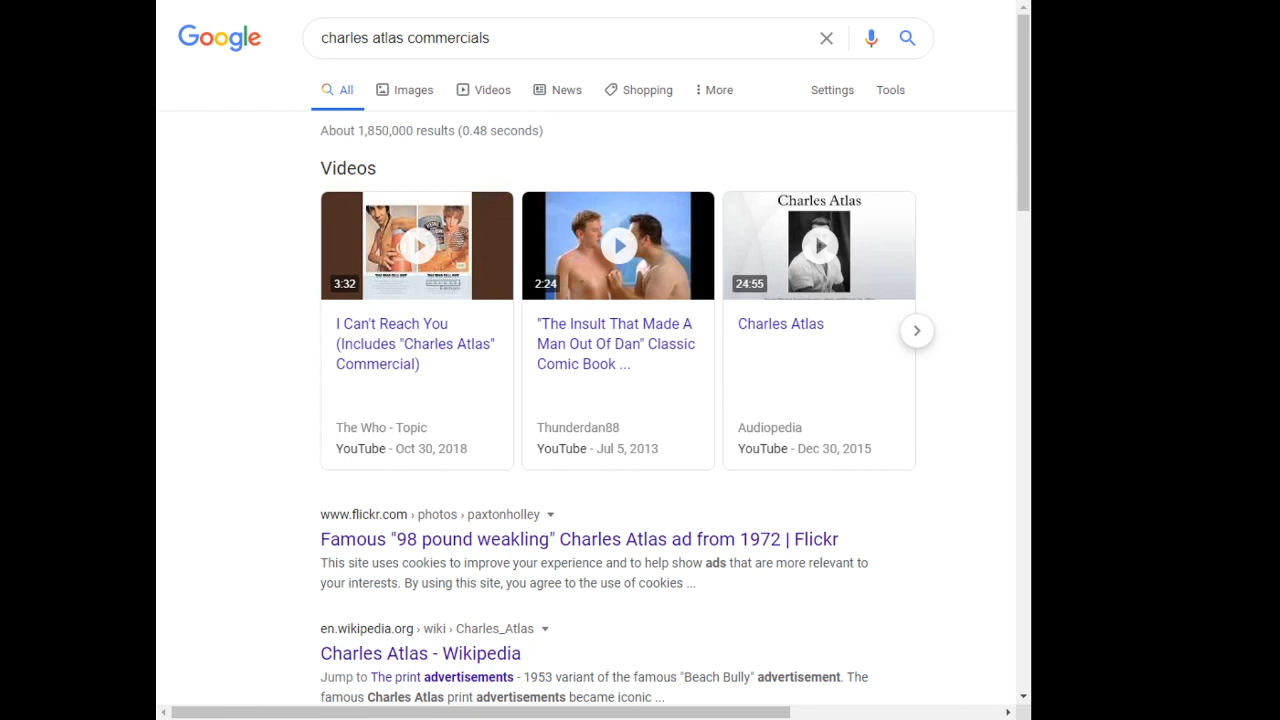 Google
charles atlas commercials
All Images Videos News Shopping More Settings Tools
About 1,850,000 results (0.48 seconds)
Videos
Charles Atlas
3:32 2:24 24:55
I Can't Reach You
(Includes "Charles Atlas"
Commercial)
The Who - Topic
YouTube - Oct 30, 2018
"The Insult That Made A
Man Out Of Dan" Classic
Comic Book ...
Thunderdan88
YouTube - Jul 5, 2013
Charles Atlas
Audiopedia
YouTube - Dec 30, 2015
www.flickr.com › photos › paxtonholley
Famous "98 pound weakling" Charles Atlas ad from 1972 | Flickr
This site uses cookies to improve your experience and to help show ads that are more relevant to
your interests. By using this site, you agree to the use of cookies ...
en.wikipedia.org › wiki › Charles_Atlas
Charles Atlas - Wikipedia
Jump to The print advertisements - 1953 variant of the famous "Beach Bully" advertisement. The
famous Charles Atlas print advertisements became iconic ...